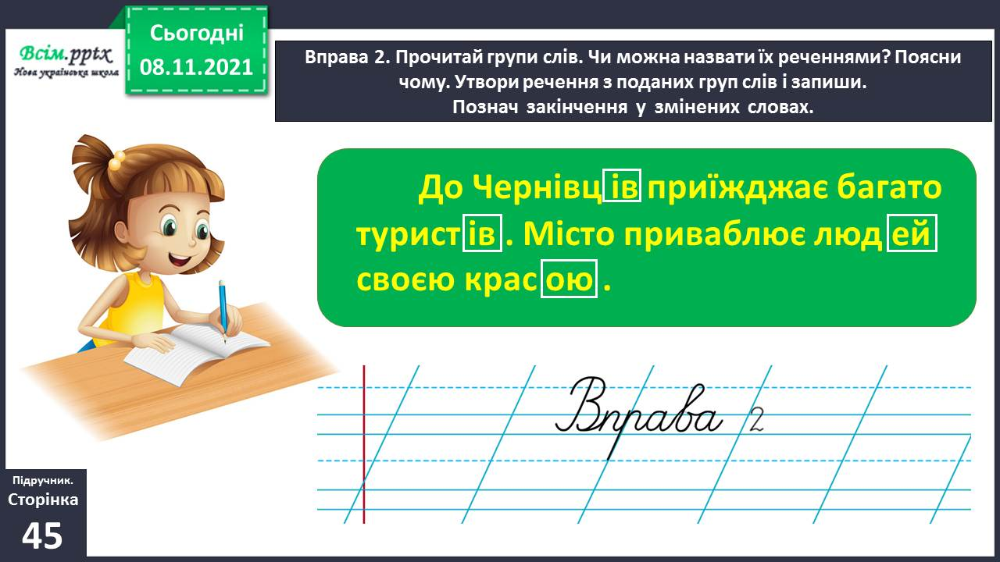 Сьогодні
08.11.2021
Всім.pptx
Нова українська школа
Вправа 2. Прочитай групи слів. Чи можна назвати їх реченнями? Поясни
чому. Утвори речення з поданих груп слів і запиши.
Познач закінчення у змінених словах.
До Чернівців приїжджає багато
туристів . Місто приваблює людей
своєю красою .
Вправа 2
Підручник.
Сторінка
45